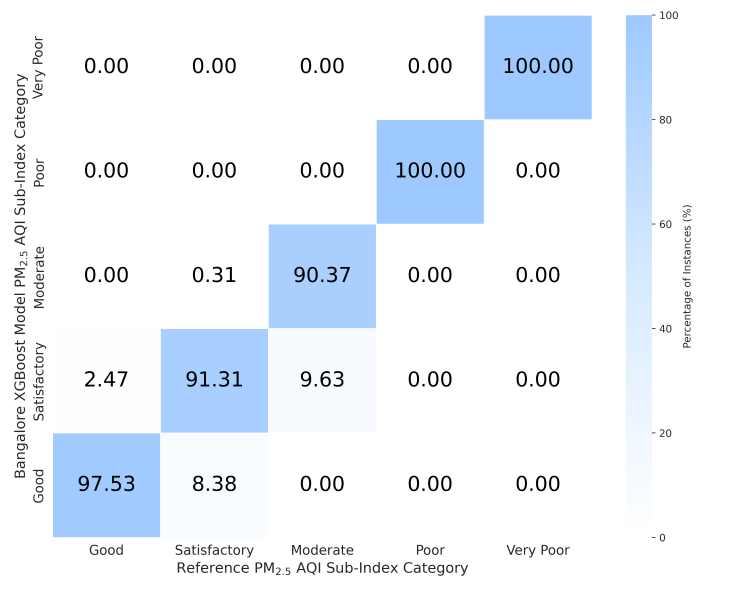 Bangalore XGBoost Model PM2.5 AQI Sub-Index Category
Very Poor
0.00 0.00 0.00 0.00 100.00
Poor
0.00 0.00 0.00 100.00 0.00
Moderate
0.00 0.31 90.37 0.00 0.00
Satisfactory
2.47 91.31 9.63 0.00 0.00
Good
97.53 8.38 0.00 0.00 0.00
Good Satisfactory Moderate Poor Very Poor
Reference PM2.5 AQI Sub-Index Category
100
80
60
40
20
0
Percentage of Instances (%)